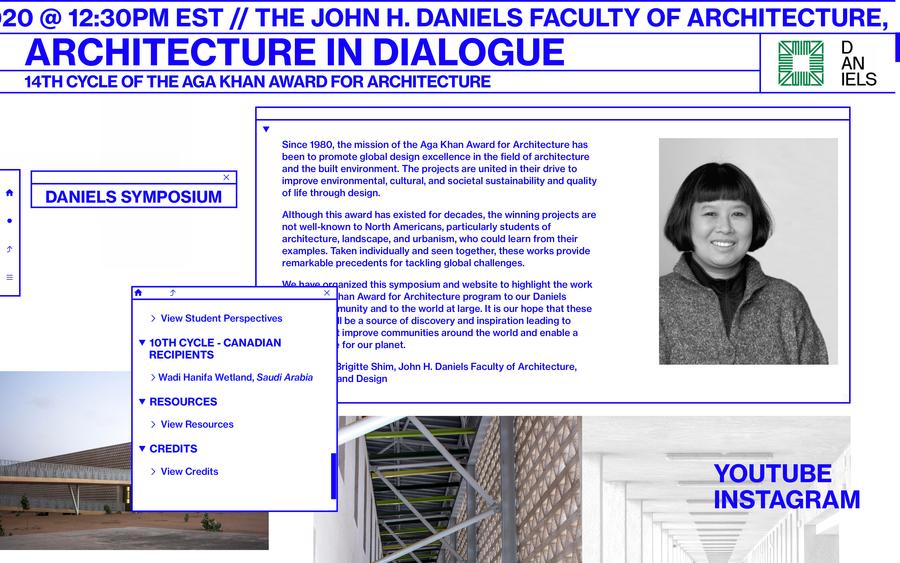 020 @ 12:30PM EST // THE JOHN H. DANIELS FACULTY OF ARCHITECTURE,
ARCHITECTURE IN DIALOGUE
14TH CYCLE OF THE AGA KHAN AWARD FOR ARCHITECTURE
D
AN
IELS
DANIELS SYMPOSIUM
Since 1980, the mission of the Aga Khan Award for Architecture has
been to promote global design excellence in the field of architecture
and the built environment. The projects are united in their drive to
improve environmental, cultural, and societal sustainability and quality
of life through design.
Although this award has existed for decades, the winning projects are
not well-known to North Americans, particularly students of
architecture, landscape, and urbanism, who could learn from their
examples. Taken individually and seen together, these works provide
remarkable precedents for tackling global challenges.
We have organized this symposium and website to highlight the work
han Award for Architecture program to our Daniels
munity and to the world at large. It is our hope that these
ll be a source of discovery and inspiration leading to
t improve communities around the world and enable a
for our planet.
Brigitte Shim, John H. Daniels Faculty of Architecture,
and Design
View Student Perspectives
10TH CYCLE - CANADIAN
RECIPIENTS
Wadi Hanifa Wetland, Saudi Arabia
RESOURCES
View Resources
CREDITS
View Credits
YOUTUBE
INSTAGRAM